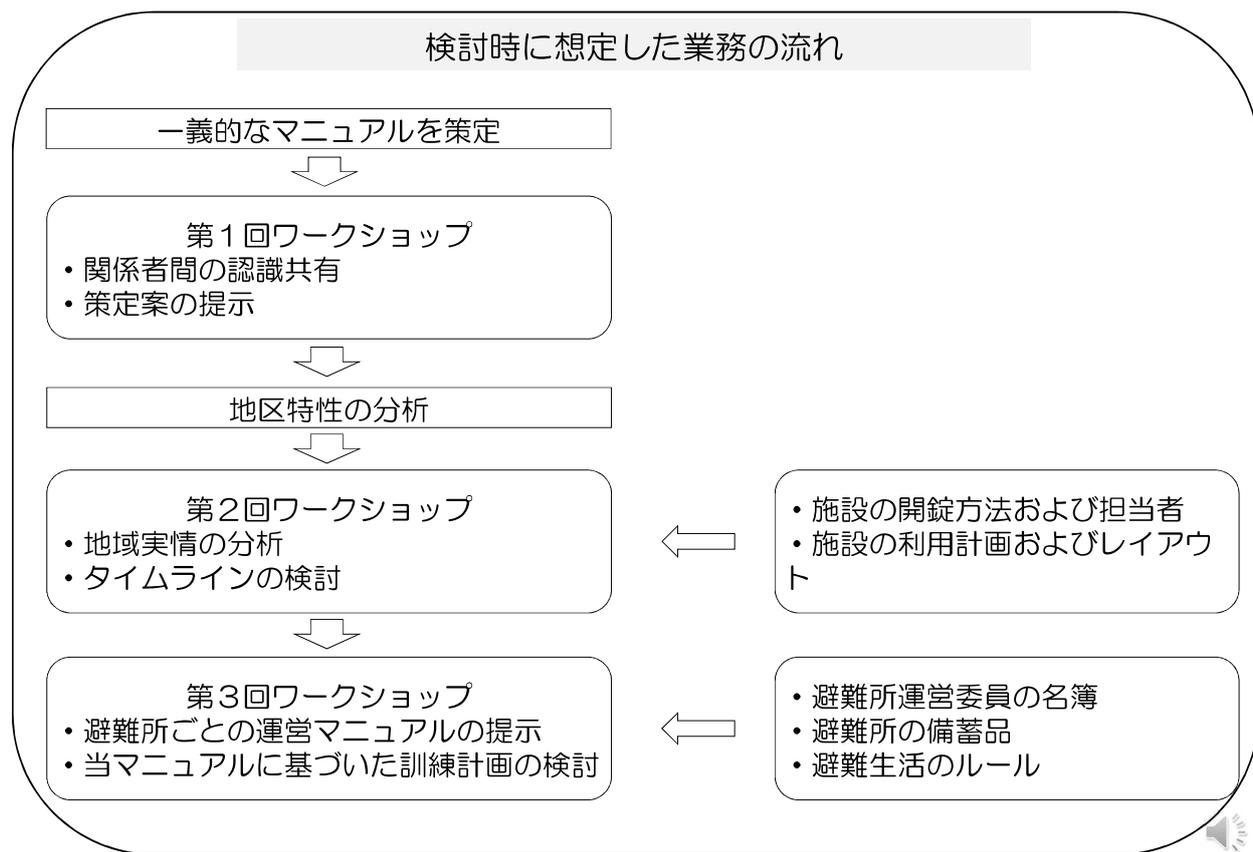 検討時に想定した業務の流れ
一義的なマニュアルを策定
第１回ワークショップ
・関係者間の認識共有
・策定案の提示
地区特性の分析
第２回ワークショップ
・地域実情の分析
・タイムラインの検討
・施設の開錠方法および担当者
・施設の利用計画およびレイアウ
ト
第３回ワークショップ
・避難所ごとの運営マニュアルの提示
・当マニュアルに基づいた訓練計画の検討
・避難所運営委員の名簿
・避難所の備蓄品
・避難生活のルール